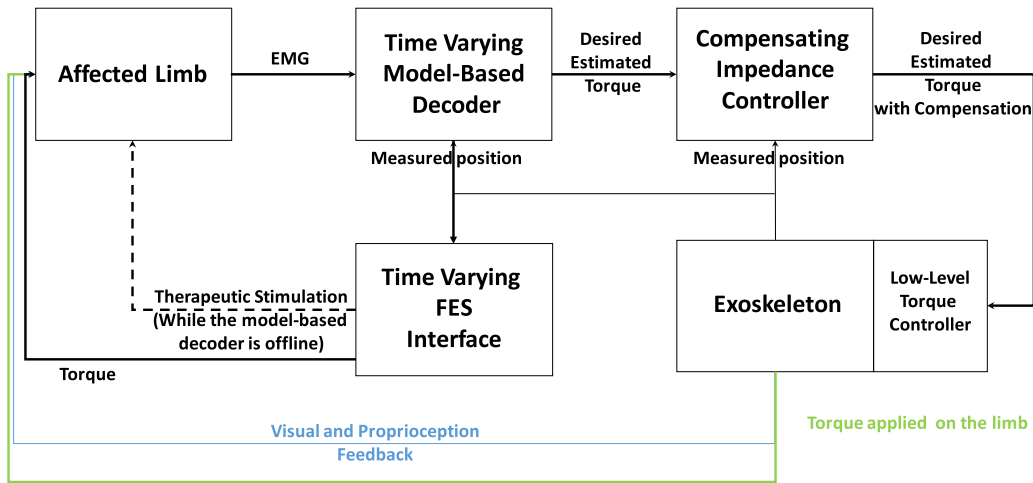 Affected Limb
EMG
Time Varying
Model-Based
Decoder
Desired
Estimated
Torque
Compensating
Impedance
Controller
Desired
Estimated
Torque
with Compensation
Measured position
Measured position
Time Varying
FES
Interface
Exoskeleton
Low-Level
Torque
Controller
Therapeutic Stimulation
(While the model-based
decoder is offline)
Torque
Visual and Proprioception
Feedback
Torque applied on the limb